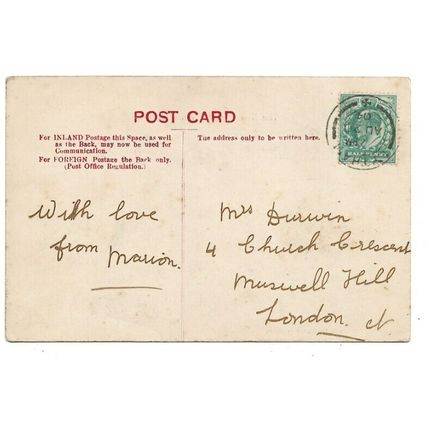 POST CARD
For INLAND Postage this Space, as well
as the Back, may now be used for
Communication.
For FOREIGN Postage the Back only.
(Post Office Regulation.)
The address only to be written here.
HALFPENNY
With love
from Marion.
Mrs Durwin
4 Church Crescent
Muswell Hill
London. N.